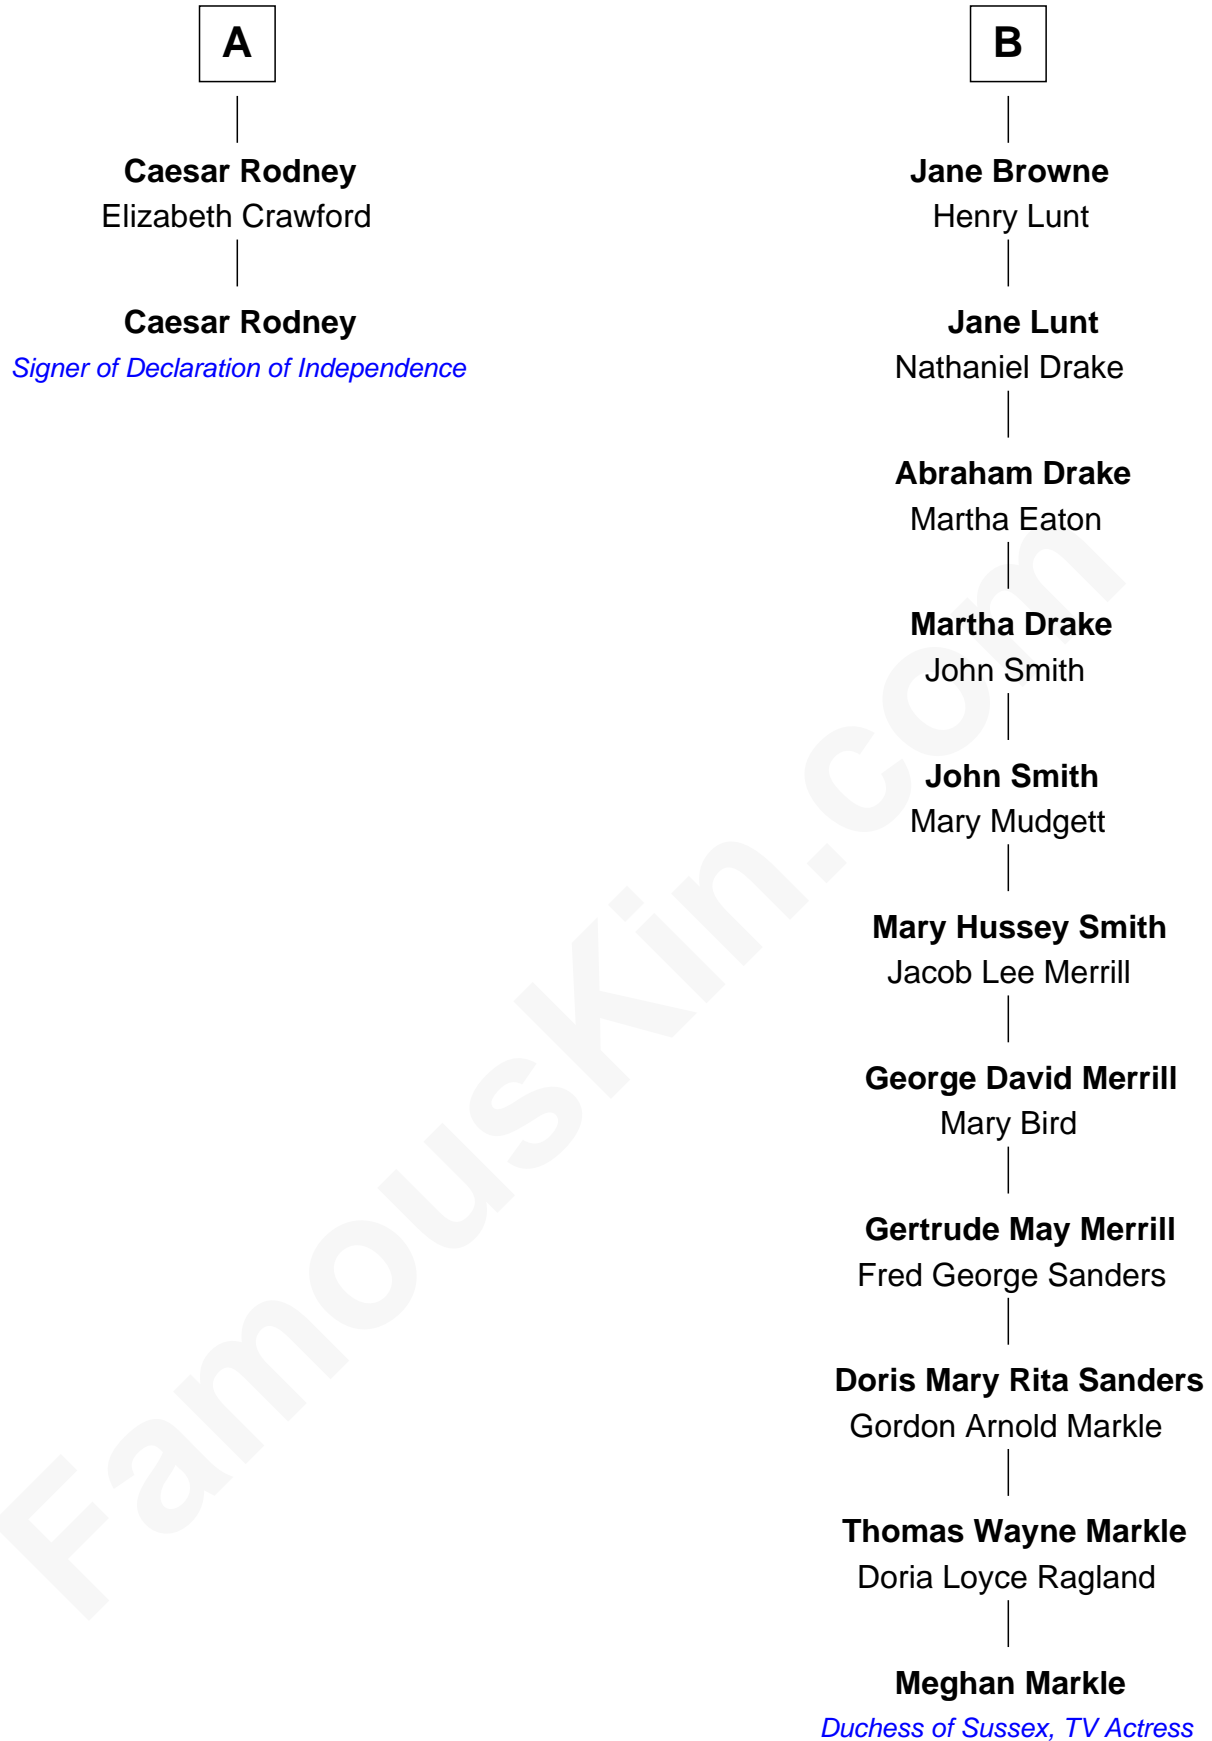 A
Caesar Rodney
Elizabeth Crawford
Caesar Rodney
Signer of Declaration of Independence
B
Jane Browne
Henry Lunt
Jane Lunt
Nathaniel Drake
Abraham Drake
Martha Eaton
Martha Drake
John Smith
John Smith
Mary Mudgett
Mary Hussey Smith
Jacob Lee Merrill
George David Merrill
Mary Bird
Gertrude May Merrill
Fred George Sanders
Doris Mary Rita Sanders
Gordon Arnold Markle
Thomas Wayne Markle
Doria Loyce Ragland
Meghan Markle
Duchess of Sussex, TV Actress
FamousKin.com